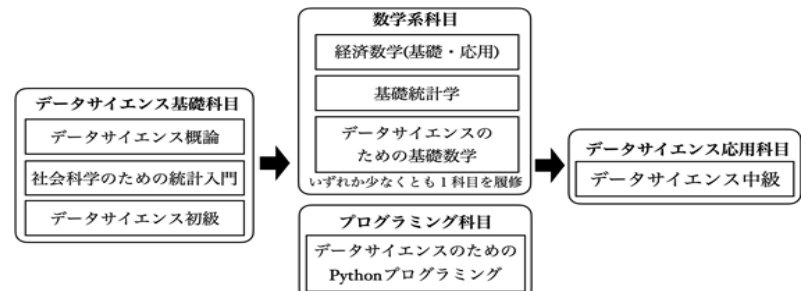 データサイエンス基礎科目
データサイエンス概論
社会科学のための統計入門
データサイエンス初級
数学系科目
経済数学(基礎・応用)
基礎統計学
データサイエンスの
ための基礎数学
いずれか少なくとも1科目を履修
プログラミング科目
データサイエンスのための
Pythonプログラミング
データサイエンス応用科目
データサイエンス中級